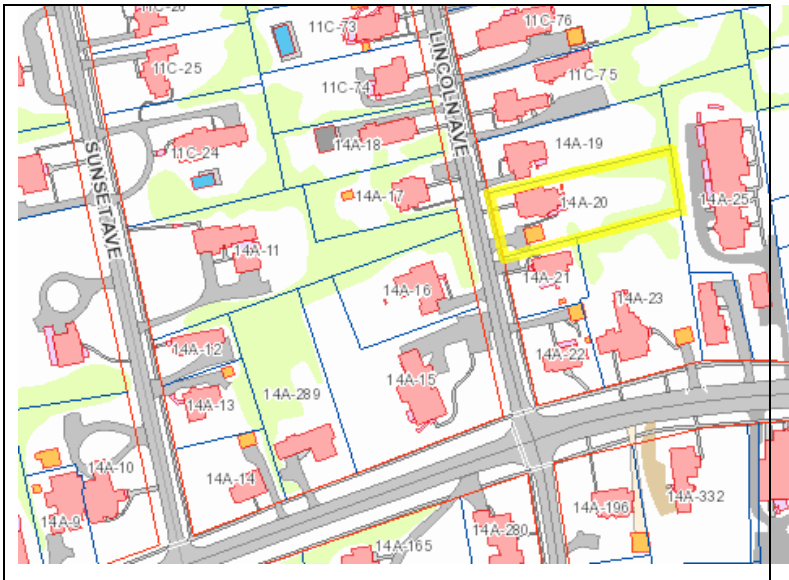 11C-26
11C-73
11C-76
11C-25
11C-74
11C-75
LINCOLN AVE
SUNSET AVE
11C-24
14A-18
14A-19
14A-17
14A-20
14A-25
14A-11
14A-21
14A-16
14A-23
14A-12
14A-22
14A-15
14A-289
14A-13
14A-10
14A-14
14A-9
14A-332
14A-196
14A-280
14A-165